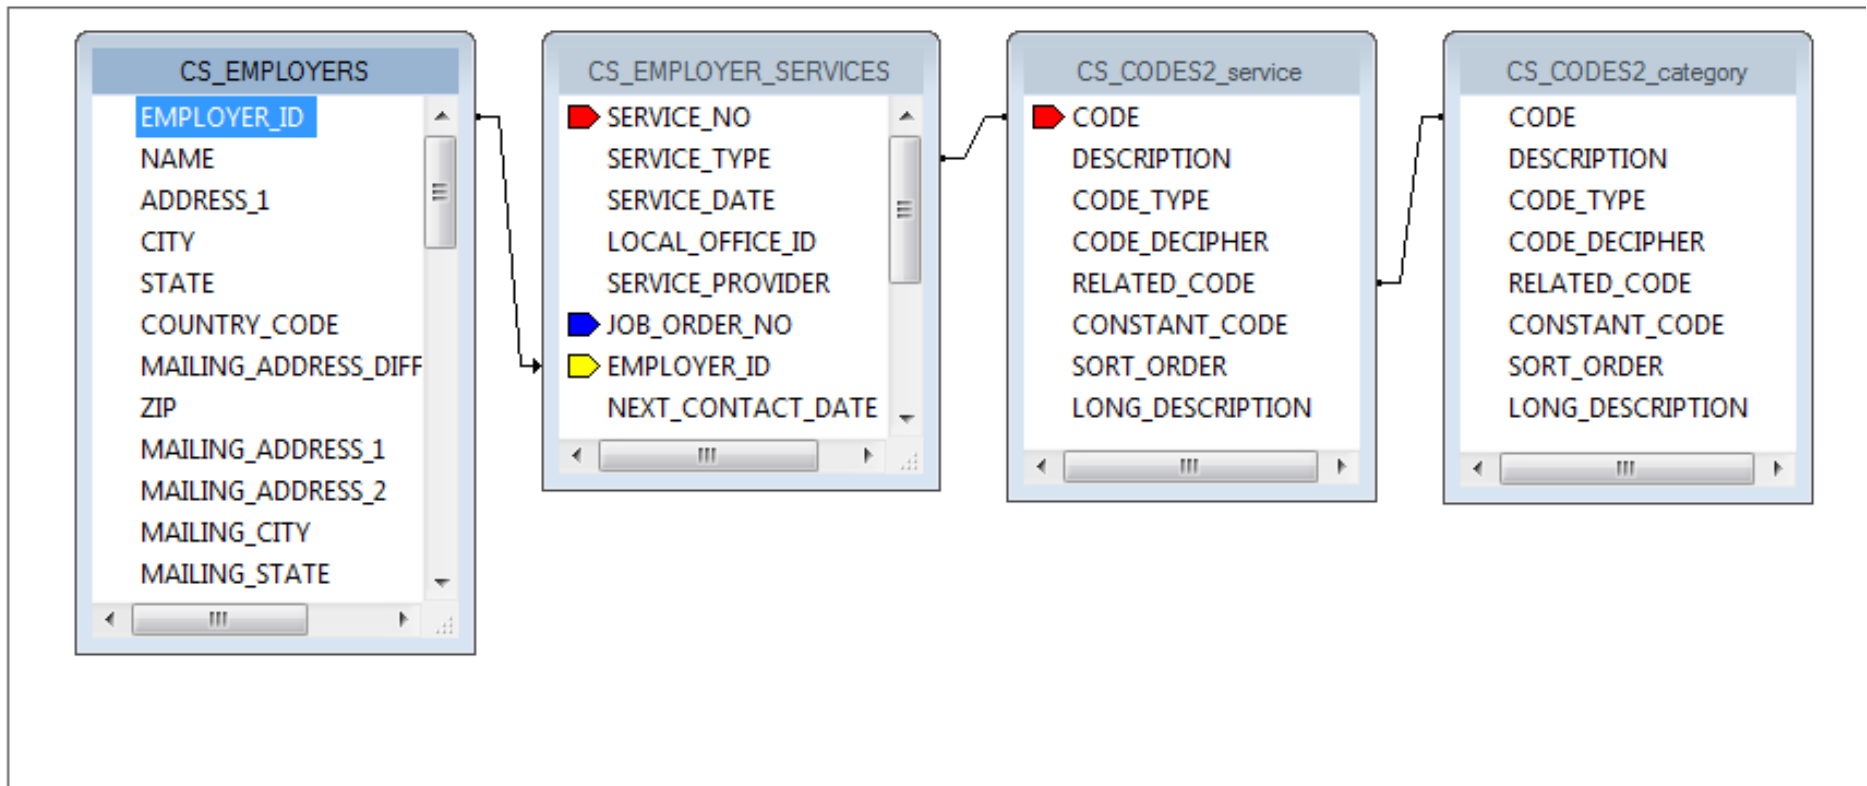 CS_EMPLOYERS
EMPLOYER_ID
NAME
ADDRESS_1
CITY
STATE
COUNTRY_CODE
MAILING_ADDRESS_DIFF
ZIP
MAILING_ADDRESS_1
MAILING_ADDRESS_2
MAILING_CITY
MAILING_STATE
CS_EMPLOYER_SERVICES
SERVICE_NO
SERVICE_TYPE
SERVICE_DATE
LOCAL_OFFICE_ID
SERVICE_PROVIDER
JOB_ORDER_NO
EMPLOYER_ID
NEXT_CONTACT_DATE
CS_CODES2_service
CODE
DESCRIPTION
CODE_TYPE
CODE_DECIPHER
RELATED_CODE
CONSTANT_CODE
SORT_ORDER
LONG_DESCRIPTION
CS_CODES2_category
CODE
DESCRIPTION
CODE_TYPE
CODE_DECIPHER
RELATED_CODE
CONSTANT_CODE
SORT_ORDER
LONG_DESCRIPTION